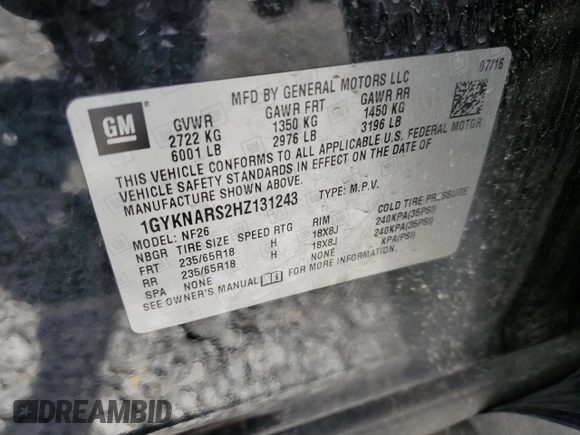 07/16
MFD BY GENERAL MOTORS LLC
GM
GVWR GAWR FRT GAWR RR
2722 KG 1350 KG 1450 KG
6001 LB 2976 LB 3196 LB
THIS VEHICLE CONFORMS TO ALL APPLICABLE U.S. FEDERAL MOTOR
VEHICLE SAFETY STANDARDS IN EFFECT ON THE DATE OF
MANUFACTURE SHOWN ABOVE.
1GYKNARS2HZ131243 TYPE: M.P.V.
MODEL: NF26
NBGR TIRE SIZE SPEED RTG RIM COLD TIRE PRESSURE
FRT 235/65R18 H 18X8J 240KPA(35PSI)
RR 235/65R18 H 18X8J 240KPA(35PSI)
SPA NONE NONE KPA(PSI)
SEE OWNER'S MANUAL FOR MORE INFORMATION.
DREAMBID